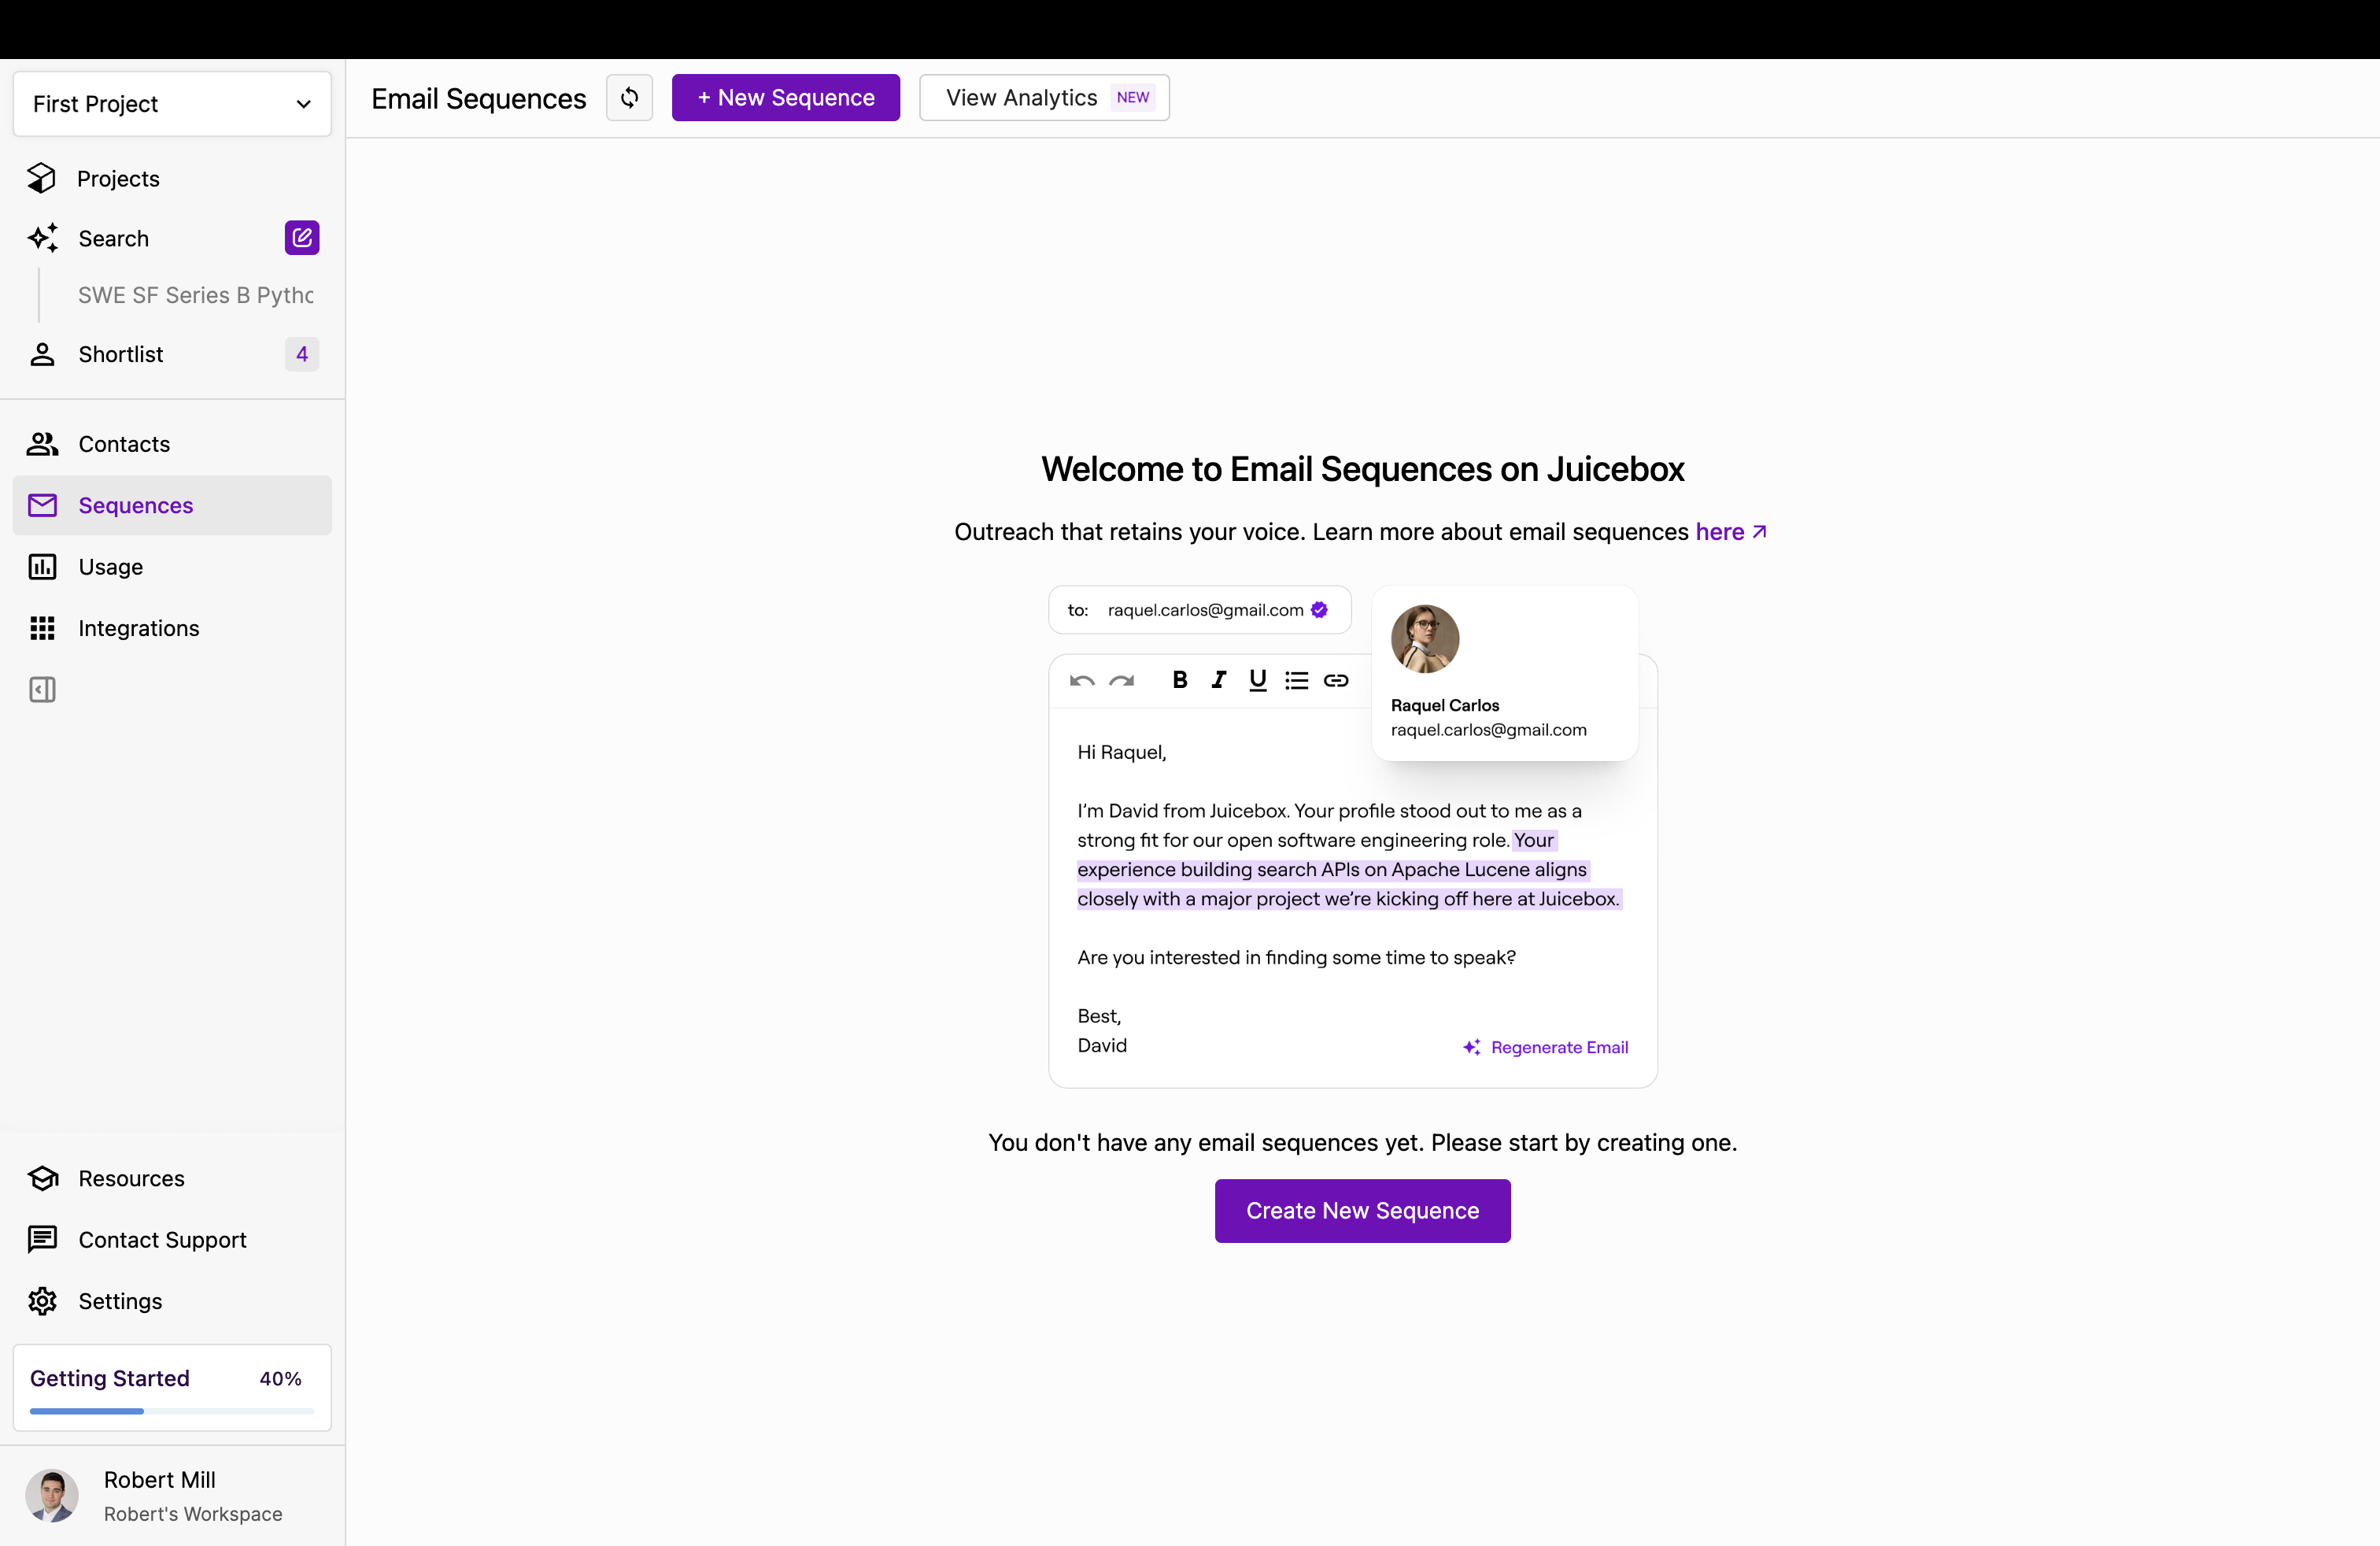 First Project
Projects
Search
SWE SF Series B Pytho
Shortlist
4
Contacts
Sequences
Usage
Integrations
Resources
Contact Support
Settings
Getting Started 40%
Robert Mill
Robert's Workspace
Email Sequences
+ New Sequence
View Analytics NEW
Welcome to Email Sequences on Juicebox
Outreach that retains your voice. Learn more about email sequences here
to: raquel.carlos@gmail.com
Raquel Carlos
raquel.carlos@gmail.com
B I U
Hi Raquel,
I’m David from Juicebox. Your profile stood out to me as a
strong fit for our open software engineering role. Your
experience building search APIs on Apache Lucene aligns
closely with a major project we’re kicking off here at Juicebox.
Are you interested in finding some time to speak?
Best,
David
Regenerate Email
You don't have any email sequences yet. Please start by creating one.
Create New Sequence